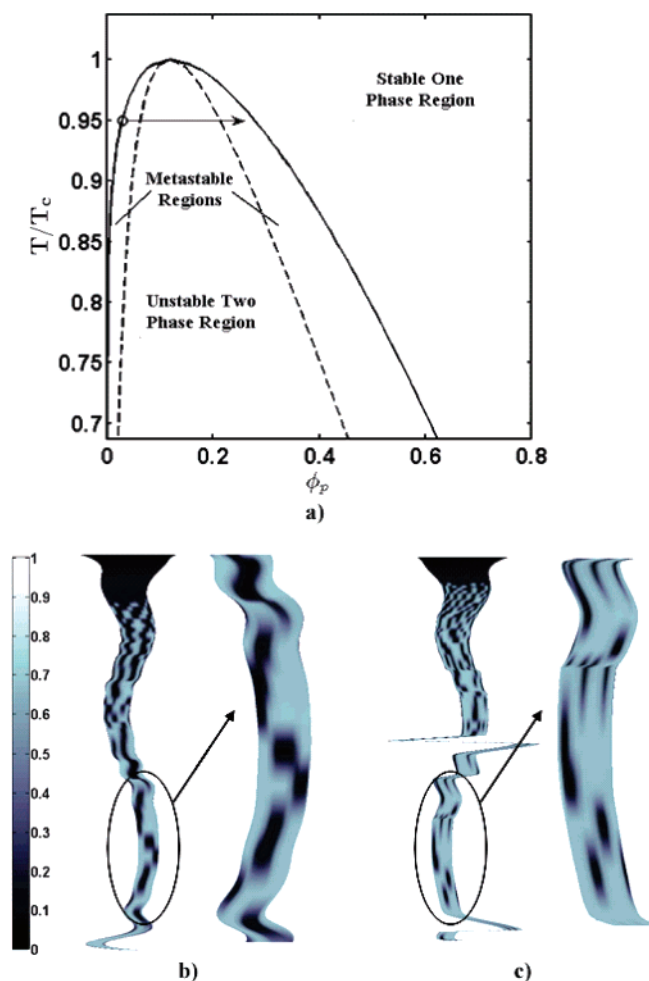 a)
1
0.95
0.9
0.85
0.8
0.75
0.7
T/Tc
Stable One
Phase Region
Metastable
Regions
Unstable Two
Phase Region
0
0.2
0.4
0.6
0.8
ϕp
a)
1
0.9
0.8
0.7
0.6
0.5
0.4
0.3
0.2
0.1
0
b)
c)